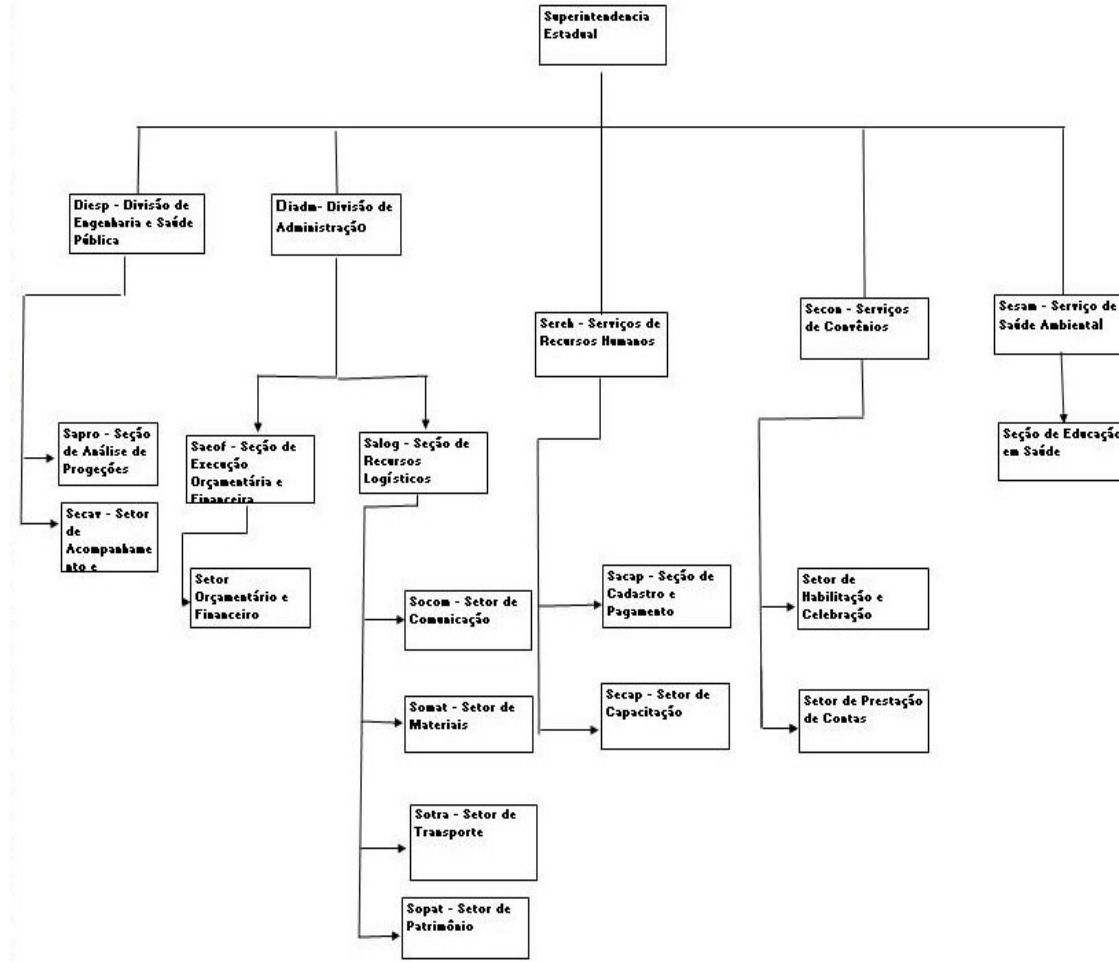 Superintendencia
Estadual
Diesp - Divisão de
Engenharia e Saúde
Pública
Diadm- Divisão de
Administração
Sereh - Serviços de
Recursos Humanos
Secon - Serviços
de Convênios
Sesam - Serviço de
Saúde Ambiental
Sapro - Seção
de Análise de
Progeções
Saeof - Seção de
Execução
Orçamentária e
Financeira
Salog - Seção de
Recursos
Logísticos
Seção de Educação
em Saúde
Secav - Setor
de
Acompanhame
nto e
Setor
Orçamentário e
Financeiro
Socom - Setor de
Comunicação
Sacap - Seção de
Cadastro e
Pagamento
Setor de
Habilitação e
Celebração
Somat - Setor de
Materiais
Secap - Setor de
Capacitação
Setor de Prestação
de Contas
Sotra - Setor de
Transporte
Sopat - Setor de
Patrimônio